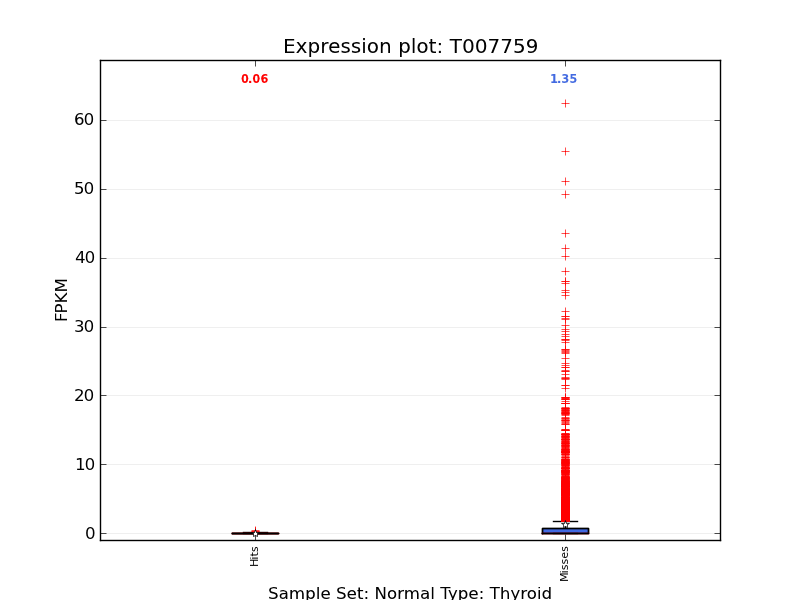 Expression plot: T007759
0.06
1.35
60
50
40
30
20
10
0
FPKM
Hits
Misses
Sample Set: Normal Type: Thyroid